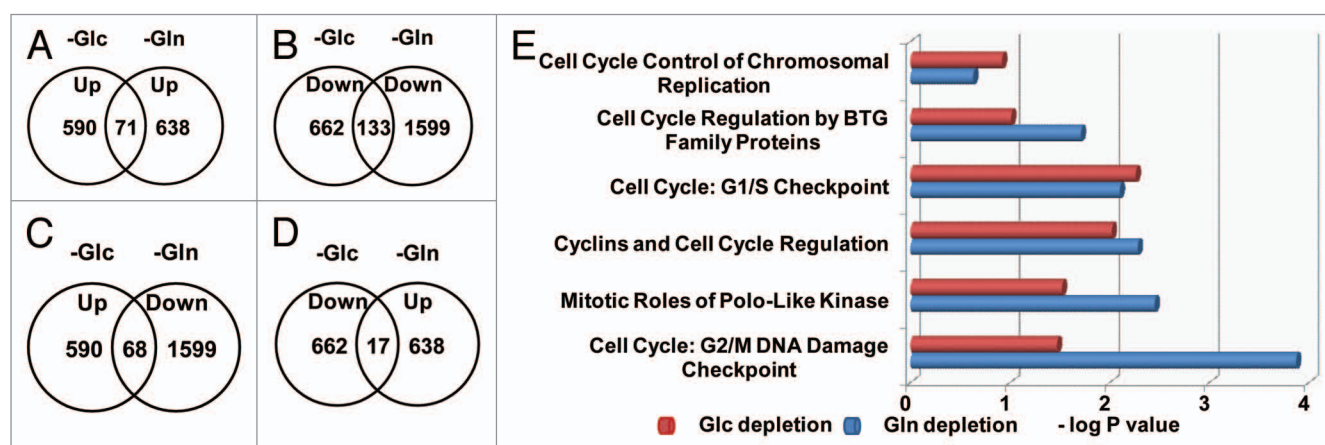 A
-Glc -Gln
Up Up
590 71 638
B
-Glc -Gln
Down Down
662 133 1599
C
-Glc -Gln
Up Down
590 68 1599
D
-Glc -Gln
Down Up
662 17 638
E
Cell Cycle Control of Chromosomal
Replication
Cell Cycle Regulation by BTG
Family Proteins
Cell Cycle: G1/S Checkpoint
Cyclins and Cell Cycle Regulation
Mitotic Roles of Polo-Like Kinase
Cell Cycle: G2/M DNA Damage
Checkpoint
0 1 2 3 4
Glc depletion Gln depletion - log P value